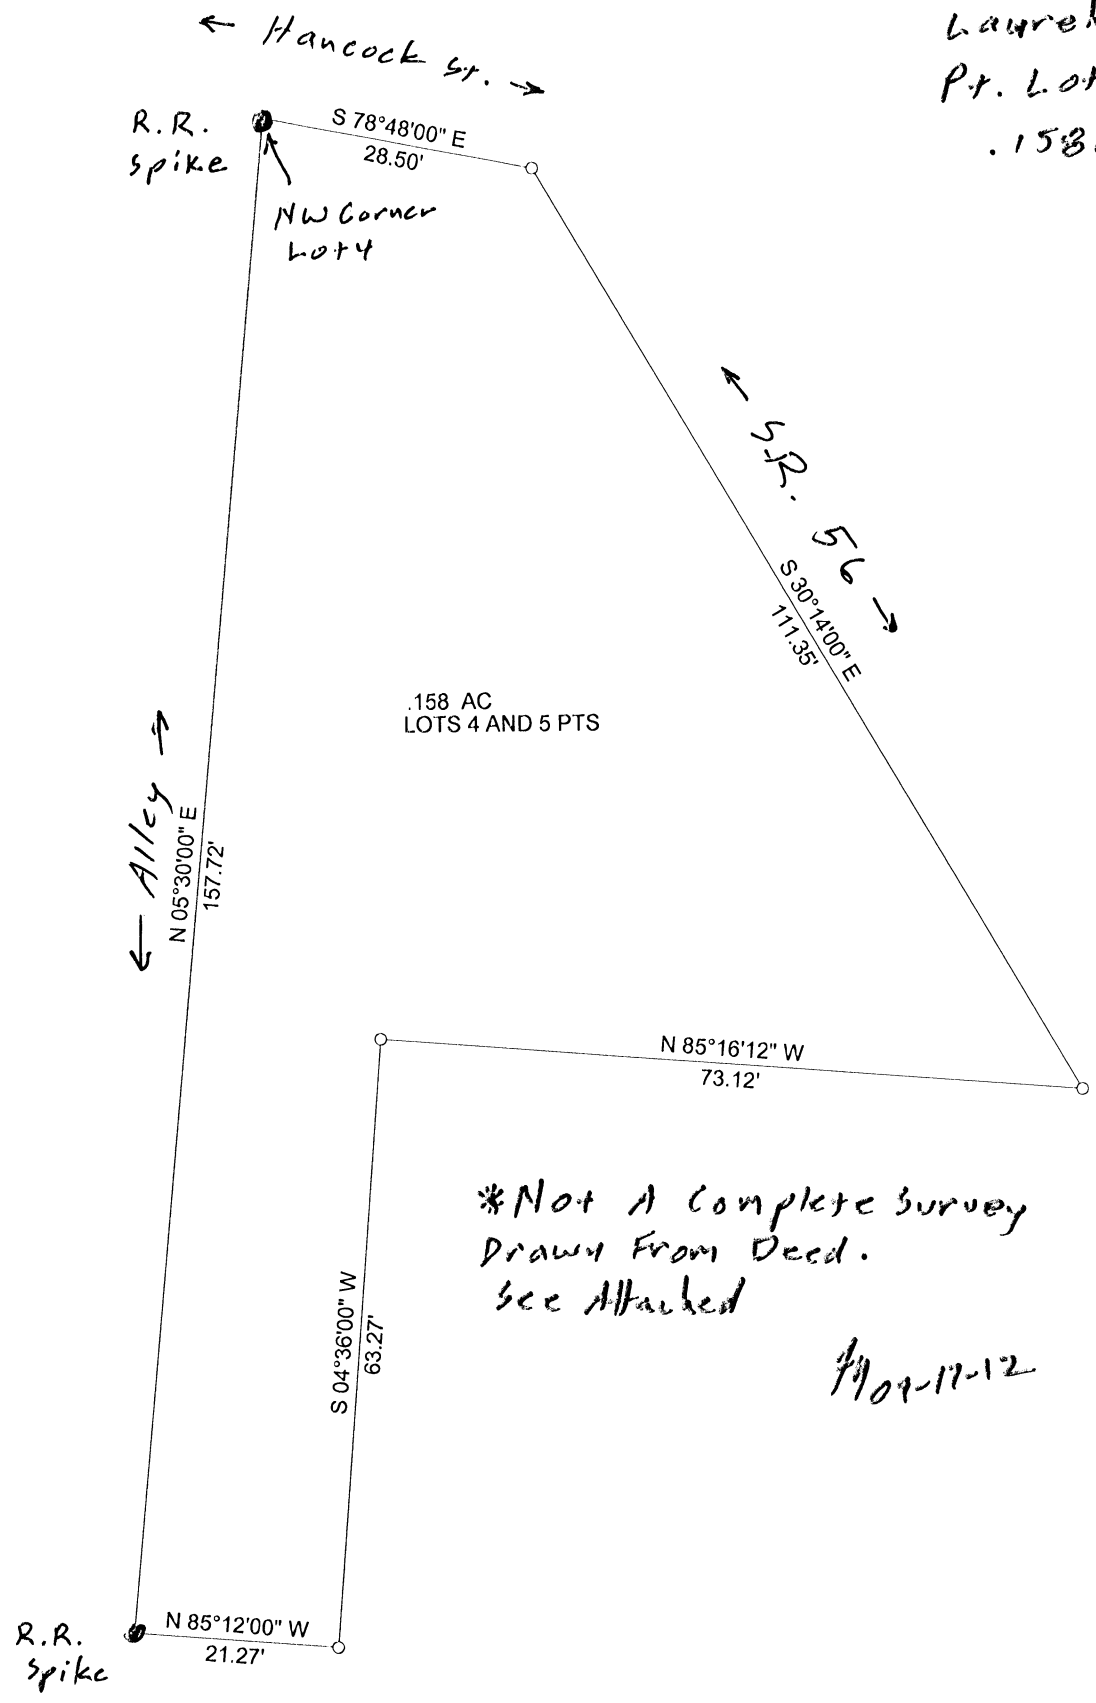 ← Hancock St. →
Pt. Lot
.158
R.R.
Spike
S 78°48'00" E
28.50'
NW Corner
Lot 4
← S.R. 56 →
S 30°14'00" E
111.35'
.158 AC
LOTS 4 AND 5 PTS
← Alley →
N 05°30'00" E
157.72'
N 85°16'12" W
73.12'
*Not A Complete Survey
Drawn From Deed.
See Attached
S 04°36'00" W
63.27'
N 85°12'00" W
21.27'
R.R.
Spike